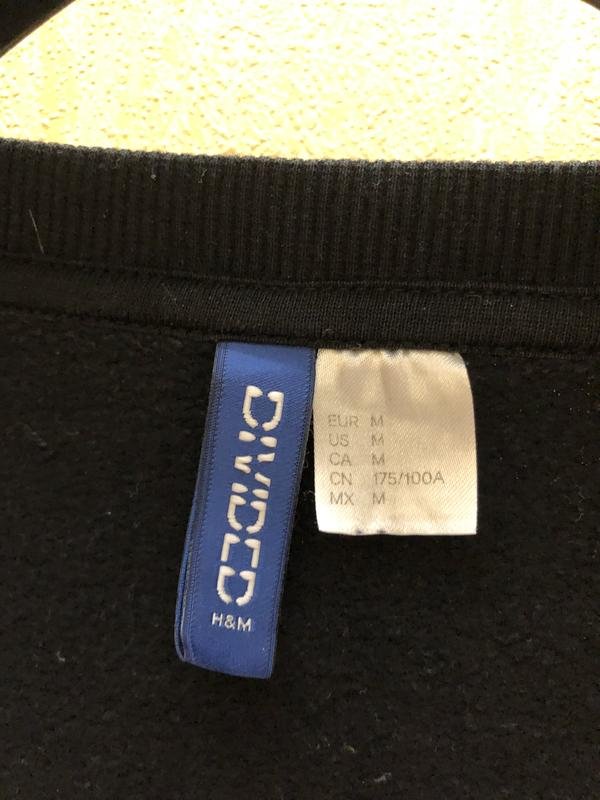 DIVIDED
H&M
EUR M
US M
CA M
CN 175/100A
MX M